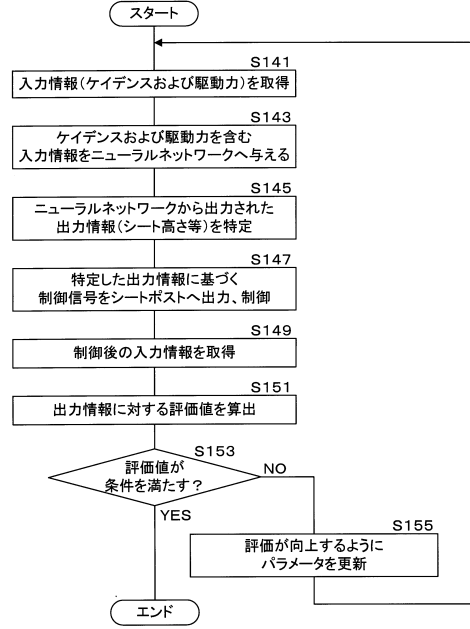 スタート
S141
入力情報(ケイデンスおよび駆動力)を取得
S143
ケイデンスおよび駆動力を含む
入力情報をニューラルネットワークへ与える
S145
ニューラルネットワークから出力された
出力情報(シート高さ等)を特定
S147
特定した出力情報に基づく
制御信号をシートポストへ出力、制御
S149
制御後の入力情報を取得
S151
出力情報に対する評価値を算出
S153
評価値が
条件を満たす?
NO
YES
S155
評価が向上するように
パラメータを更新
エンド